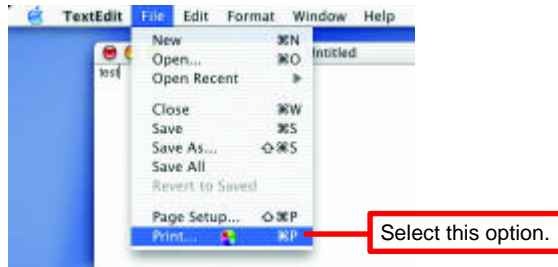 TextEdit File Edit Format Window Help
New ⌘N
Untitled
Open... ⌘O
test
Open Recent
Close ⌘W
Save ⌘S
Save As... ⇧⌘S
Save All
Revert to Saved
Page Setup... ⇧⌘P
Print... ⌘P
Select this option.